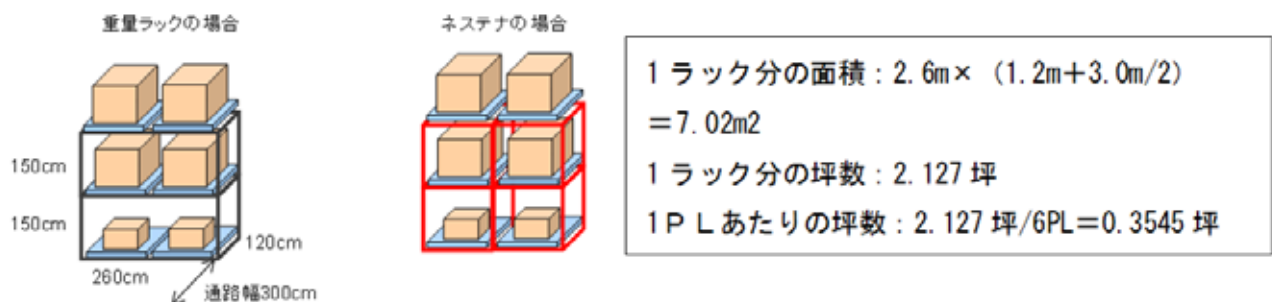 重量ラックの場合
ネステナの場合
150cm
150cm
120cm
260cm
通路幅300cm
1ラック分の面積：2.6m×（1.2m＋3.0m/2）
＝7.02m2
1ラック分の坪数：2.127坪
1ＰＬあたりの坪数：2.127坪/6PL＝0.3545坪